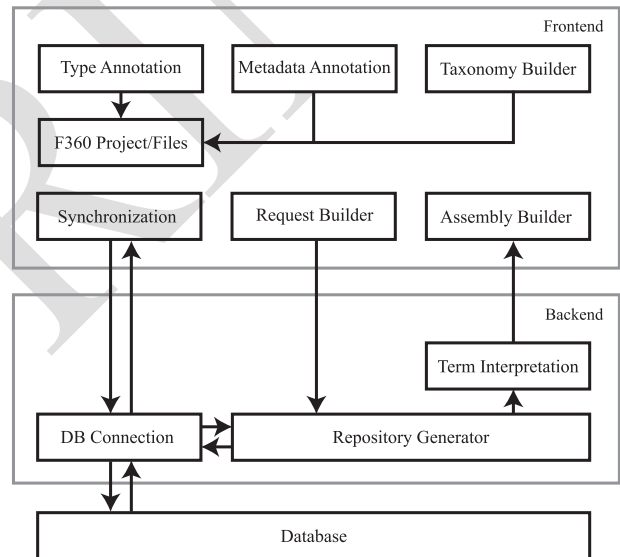 Frontend
Type Annotation
Metadata Annotation
Taxonomy Builder
F360 Project/Files
Synchronization
Request Builder
Assembly Builder
Backend
Term Interpretation
DB Connection
Repository Generator
Database